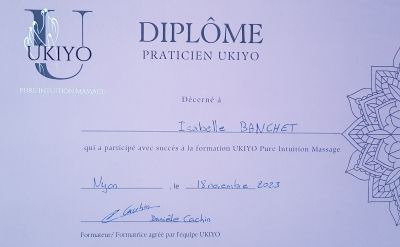 UKIYO
PURE INTUITION MASSAGE
DIPLÔME
PRATICIEN UKIYO
Décerné à
Isabelle BANCHET
qui a participé avec succès à la formation UKIYO Pure Intuition Massage
Nyon, le 18 novembre 2023
Danièle Cachin
Formateur/ Formatrice agréé par l'équipe UKIYO